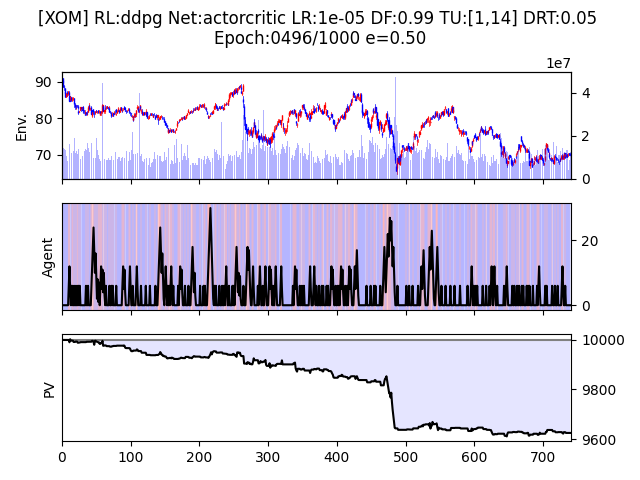 [XOM] RL:ddpg Net:actorcritic LR:1e-05 DF:0.99 TU:[1,14] DRT:0.05
Epoch:0496/1000 e=0.50
1e7
Env.
90
80
70
4
2
0
Agent
20
0
PV
10000
9800
9600
0 100 200 300 400 500 600 700